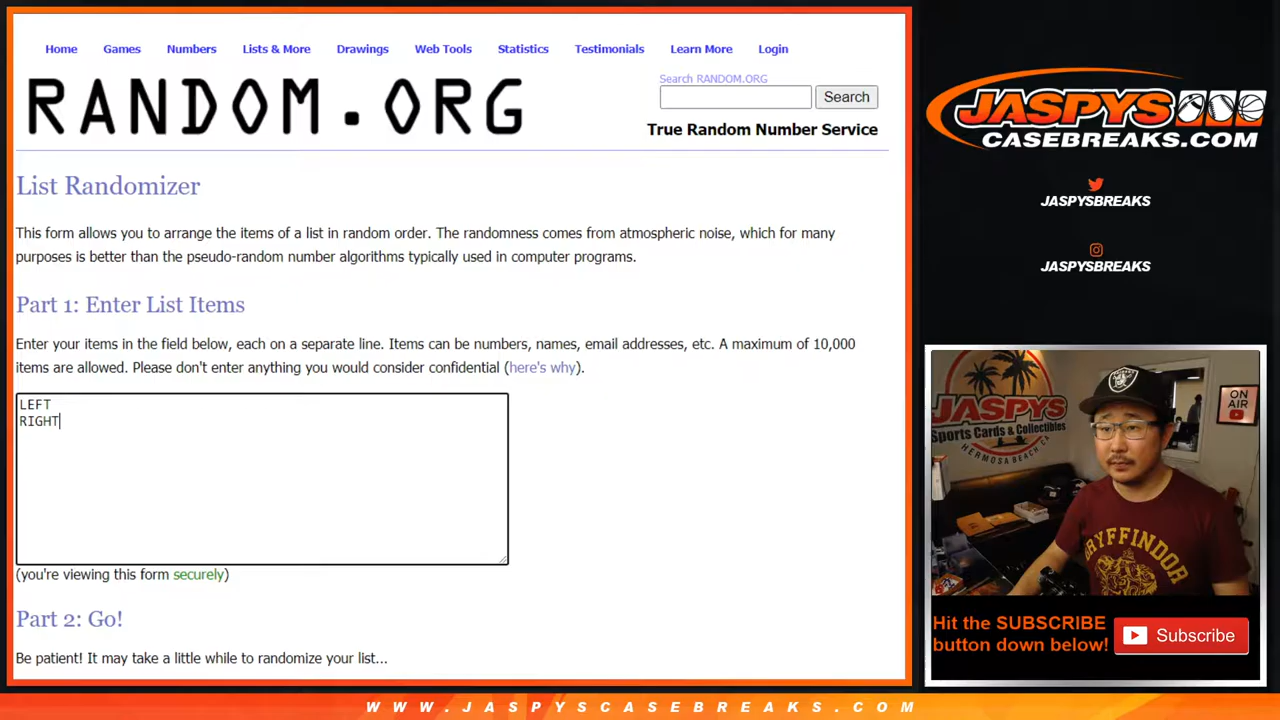 Home Games Numbers Lists & More Drawings Web Tools Statistics Testimonials Learn More Login
RANDOM.ORG
Search RANDOM.ORG
Search
True Random Number Service
List Randomizer
This form allows you to arrange the items of a list in random order. The randomness comes from atmospheric noise, which for many
purposes is better than the pseudo-random number algorithms typically used in computer programs.
Part 1: Enter List Items
Enter your items in the field below, each on a separate line. Items can be numbers, names, email addresses, etc. A maximum of 10,000
items are allowed. Please don't enter anything you would consider confidential (here's why).
LEFT
RIGHT
(you're viewing this form securely)
Part 2: Go!
Be patient! It may take a little while to randomize your list...
JASPYS
CASEBREAKS.COM
JASPYSBREAKS
JASPYSBREAKS
JASPYS
Sports Cards & Collectibles
HERMOSA BEACH CA
ON AIR
GRYFFINDOR
Hit the SUBSCRIBE
button down below!
Subscribe
WWW.JASPYSCASEBREAKS.COM